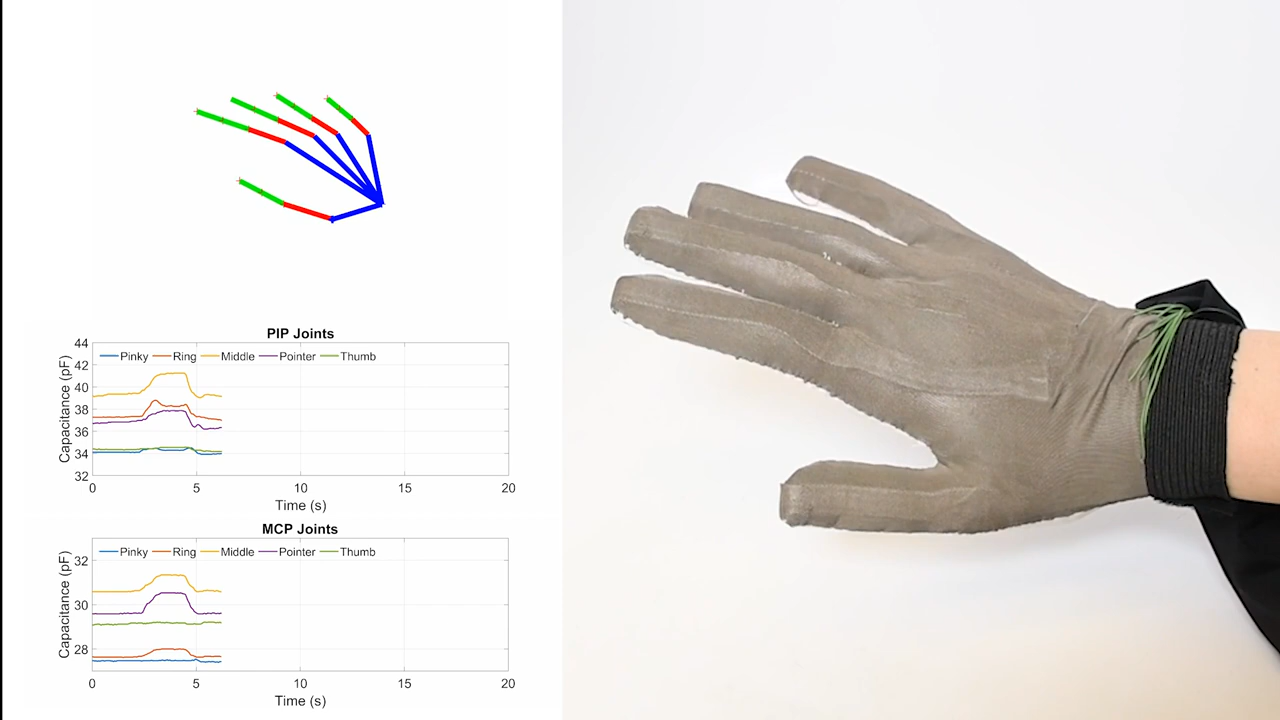 PIP Joints
Pinky Ring Middle Pointer Thumb
Capacitance (pF)
44
42
40
38
36
34
32
0 5 10 15 20
Time (s)
MCP Joints
Pinky Ring Middle Pointer Thumb
Capacitance (pF)
32
30
28
0 5 10 15 20
Time (s)